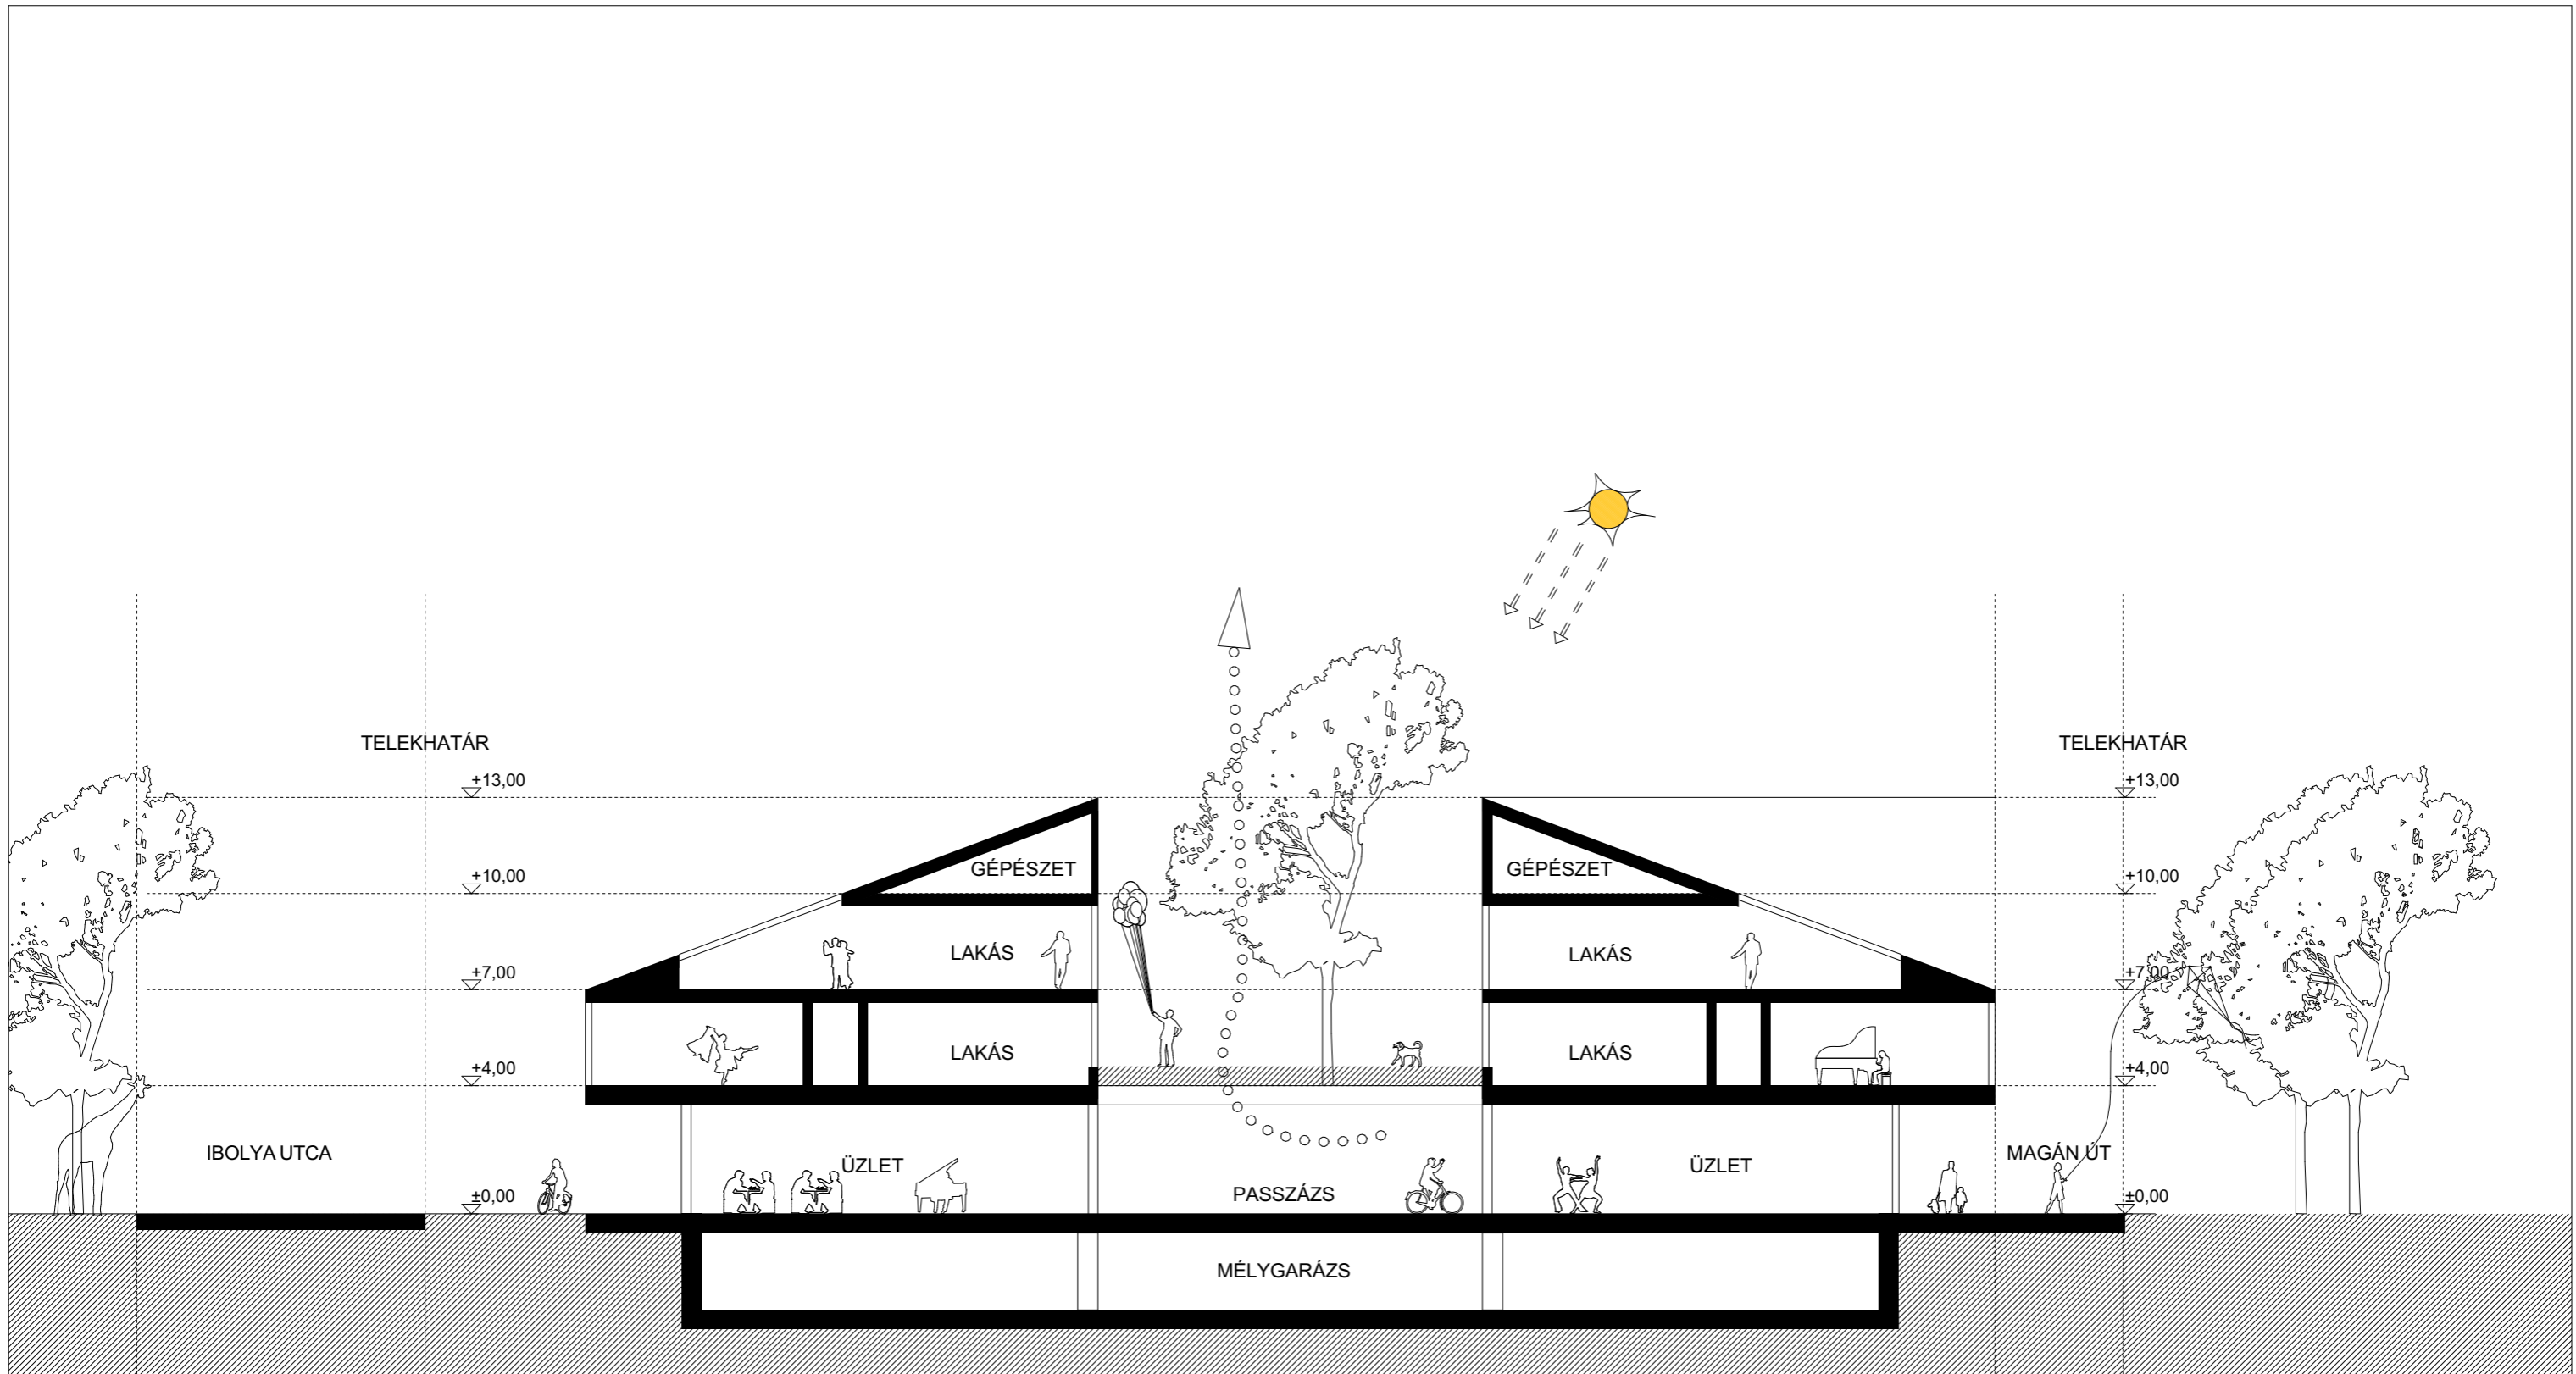 TELEKHATÁR
TELEKHATÁR
+13,00
+13,00
GÉPÉSZET
GÉPÉSZET
+10,00
+10,00
LAKÁS
LAKÁS
+7,00
+7,00
LAKÁS
LAKÁS
+4,00
+4,00
IBOLYA UTCA
ÜZLET
ÜZLET
MAGÁN ÚT
PASSZÁZS
±0,00
±0,00
MÉLYGARÁZS